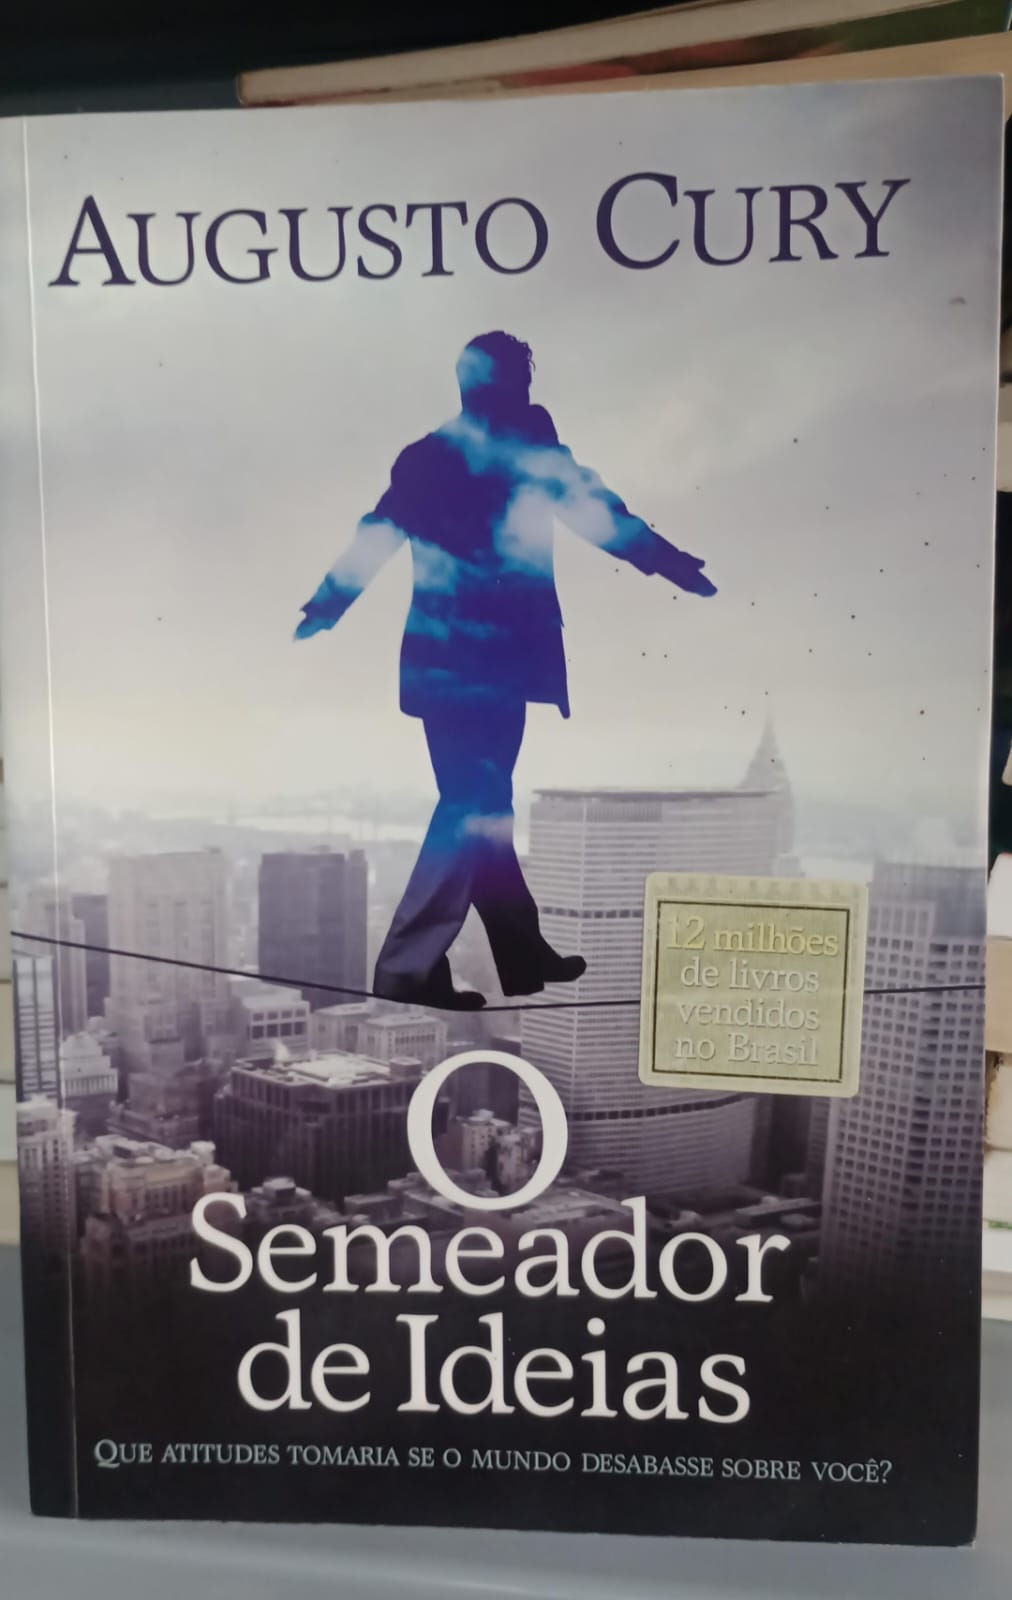 AUGUSTO CURY
12 milhões
de livros
vendidos
no Brasil
O
Semeador
de Ideias
QUE ATITUDES TOMARIA SE O MUNDO DESABASSE SOBRE VOCÊ?